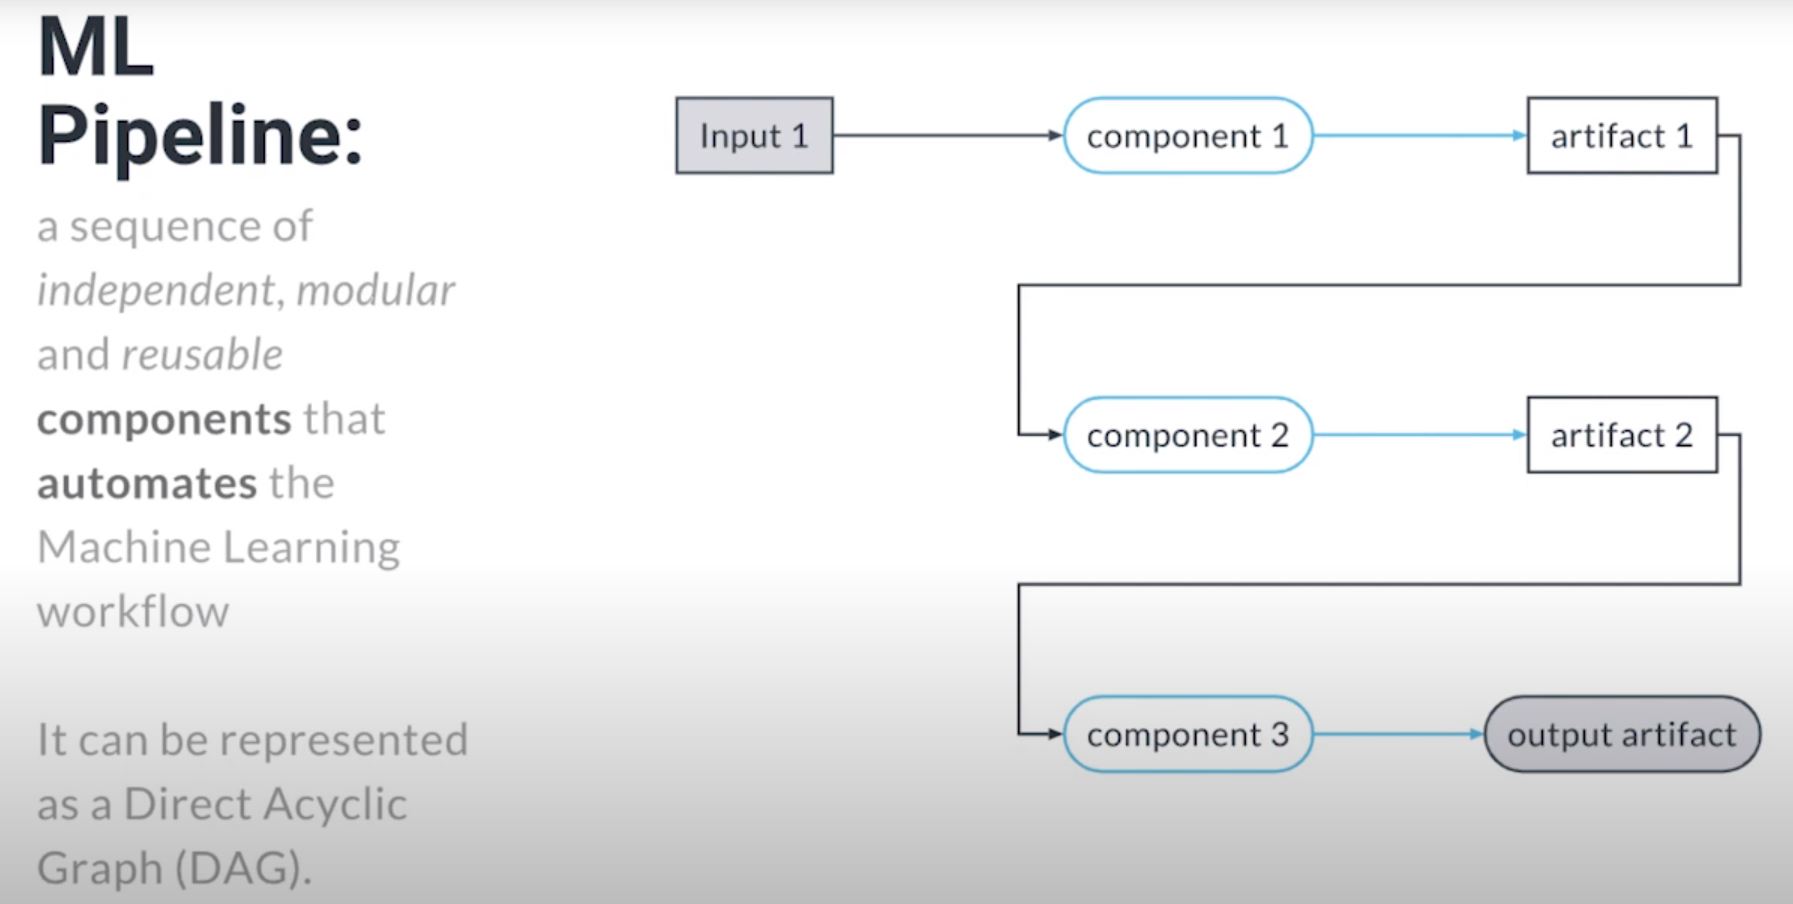 ML
Pipeline:
a sequence of
independent, modular
and reusable
components that
automates the
Machine Learning
workflow
It can be represented
as a Direct Acyclic
Graph (DAG).
Input 1
component 1
artifact 1
component 2
artifact 2
component 3
output artifact